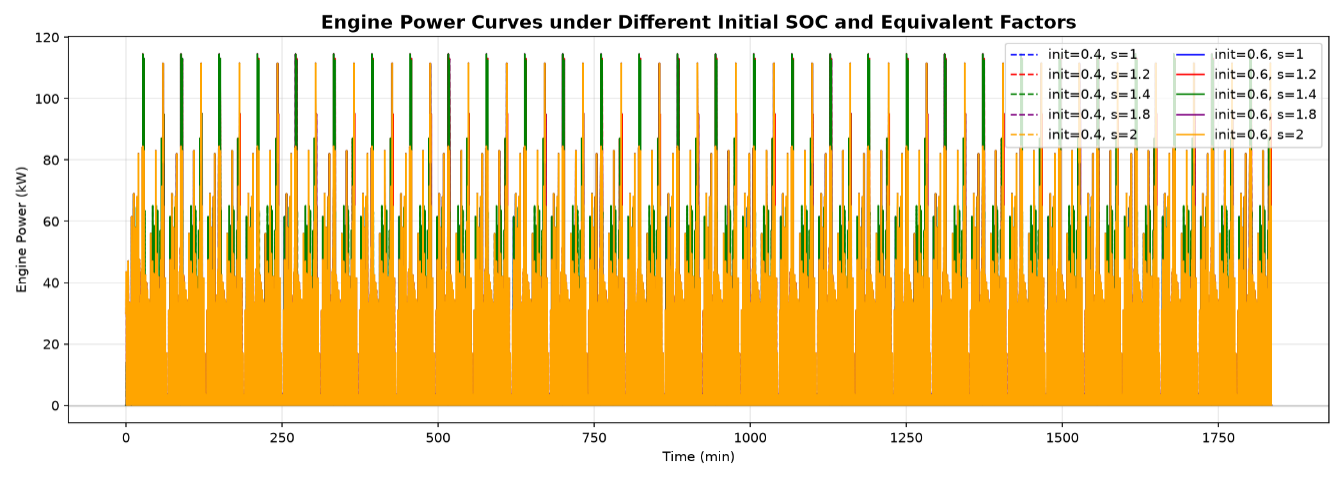 Engine Power Curves under Different Initial SOC and Equivalent Factors
120
100
80
60
40
20
0
Engine Power (kW)
init=0.4, s=1
init=0.4, s=1.2
init=0.4, s=1.4
init=0.4, s=1.8
init=0.4, s=2
init=0.6, s=1
init=0.6, s=1.2
init=0.6, s=1.4
init=0.6, s=1.8
init=0.6, s=2
0 250 500 750 1000 1250 1500 1750
Time (min)